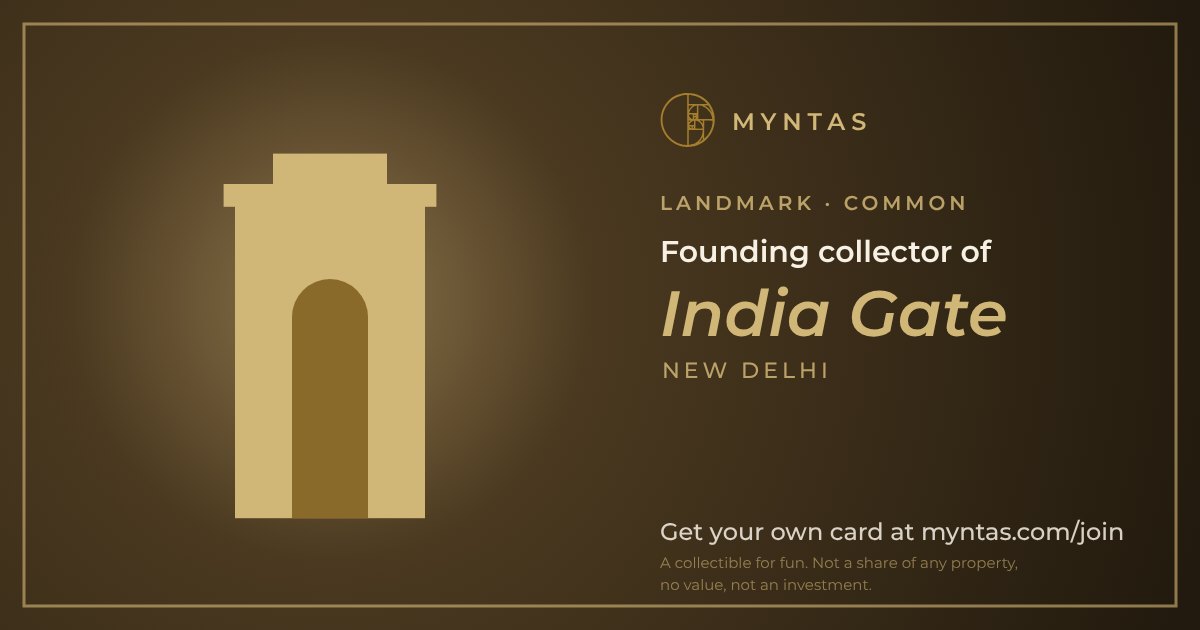 MYNTAS
LANDMARK · COMMON
Founding collector of
India Gate
NEW DELHI
Get your own card at myntas.com/join
A collectible for fun. Not a share of any property,
no value, not an investment.